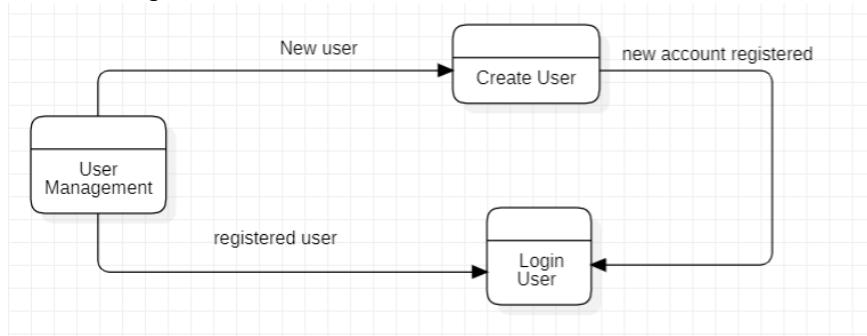 New user
new account registered
Create User
User
Management
registered user
Login
User